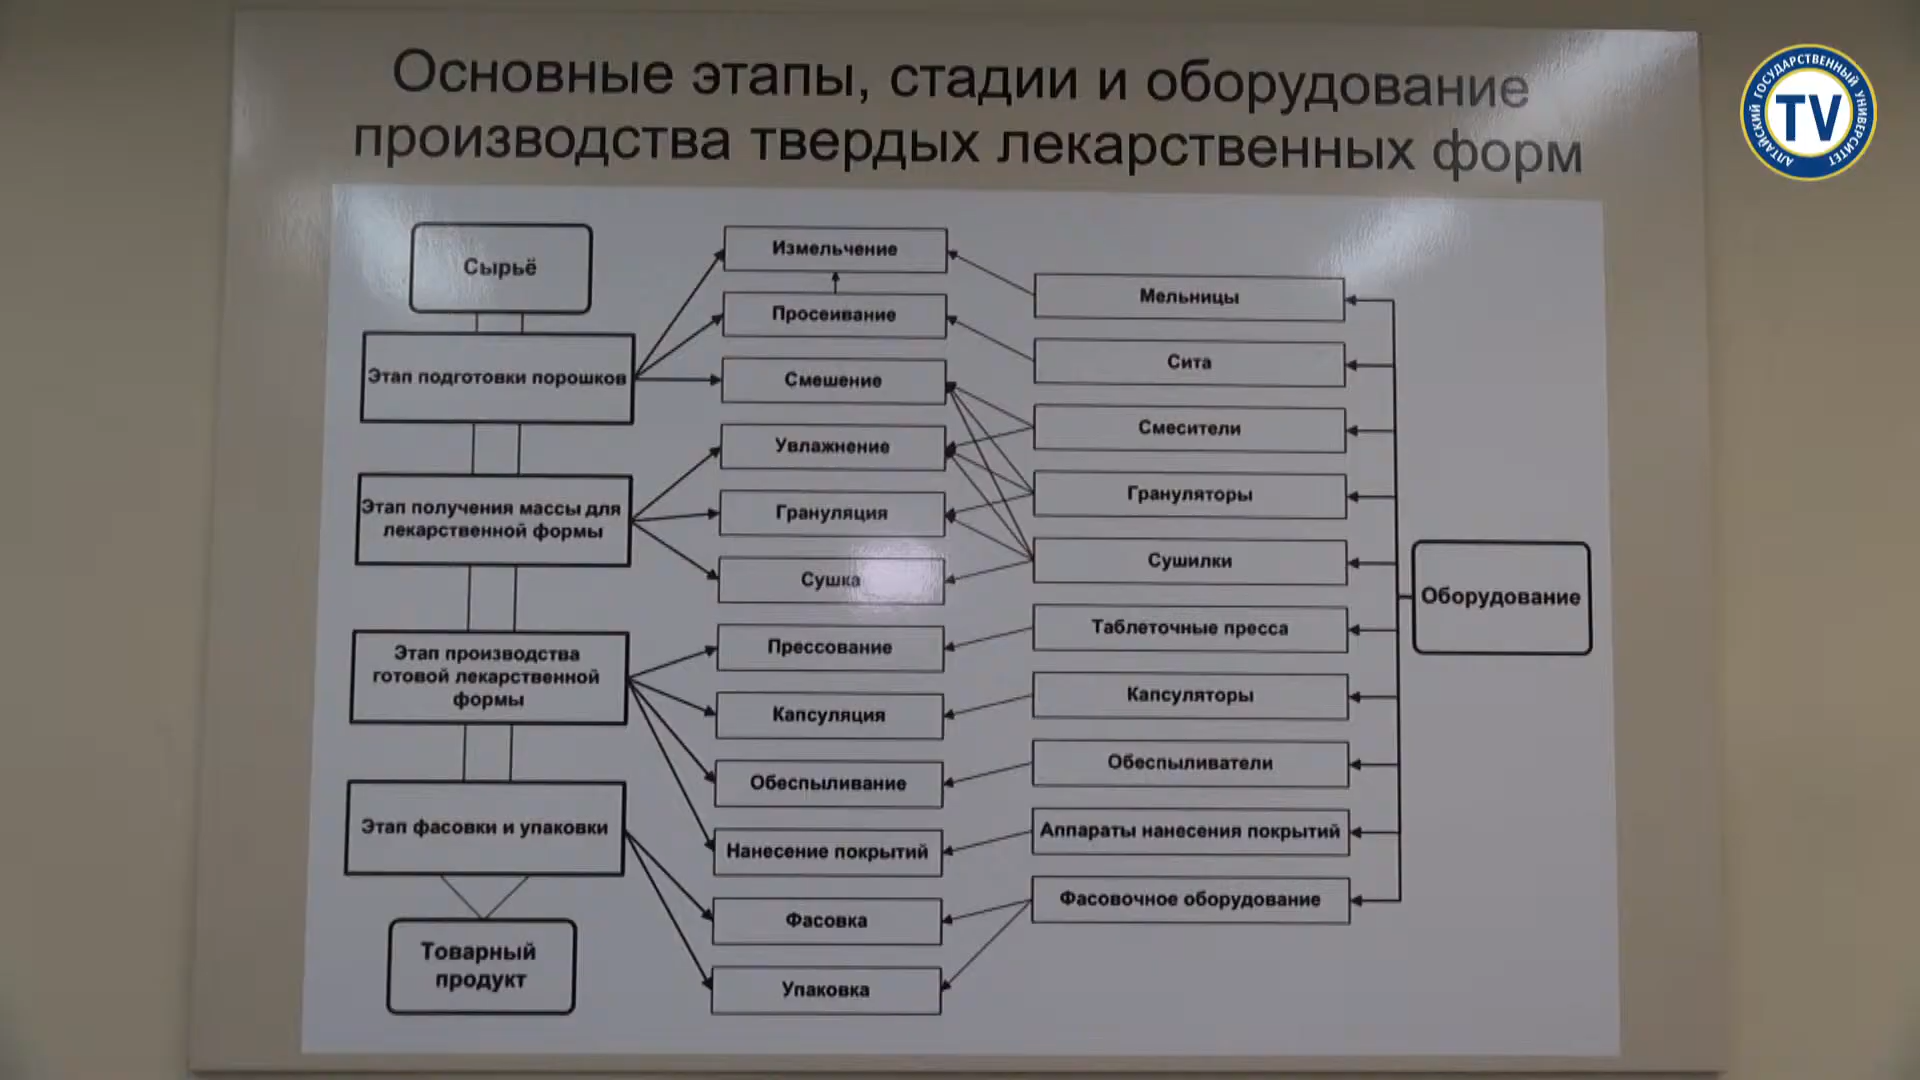 Основные этапы, стадии и оборудование
производства твердых лекарственных форм
АЛТАЙСКИЙ ГОСУДАРСТВЕННЫЙ УНИВЕРСИТЕТ
TV
Сырьё
Этап подготовки порошков
Этап получения массы для
лекарственной формы
Этап производства
готовой лекарственной
формы
Этап фасовки и упаковки
Товарный
продукт
Измельчение
Просеивание
Смешение
Увлажнение
Грануляция
Сушка
Прессование
Капсуляция
Обеспыливание
Нанесение покрытий
Фасовка
Упаковка
Мельницы
Сита
Смесители
Грануляторы
Сушилки
Таблеточные пресса
Капсуляторы
Обеспыливатели
Аппараты нанесения покрытий
Фасовочное оборудование
Оборудование